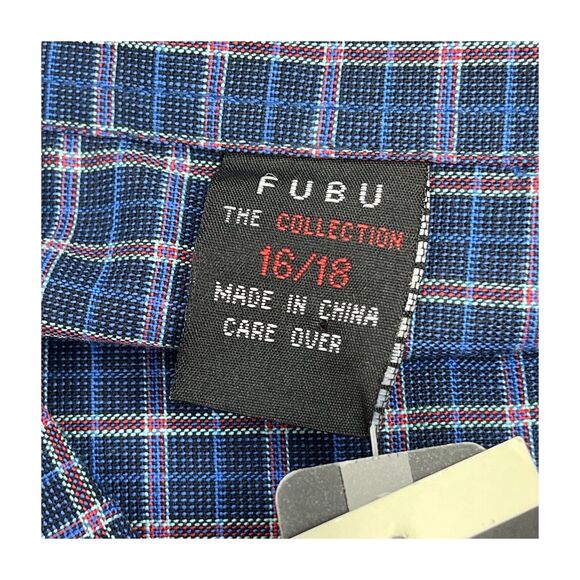 FUBU
THE COLLECTION
16/18
MADE IN CHINA
CARE OVER